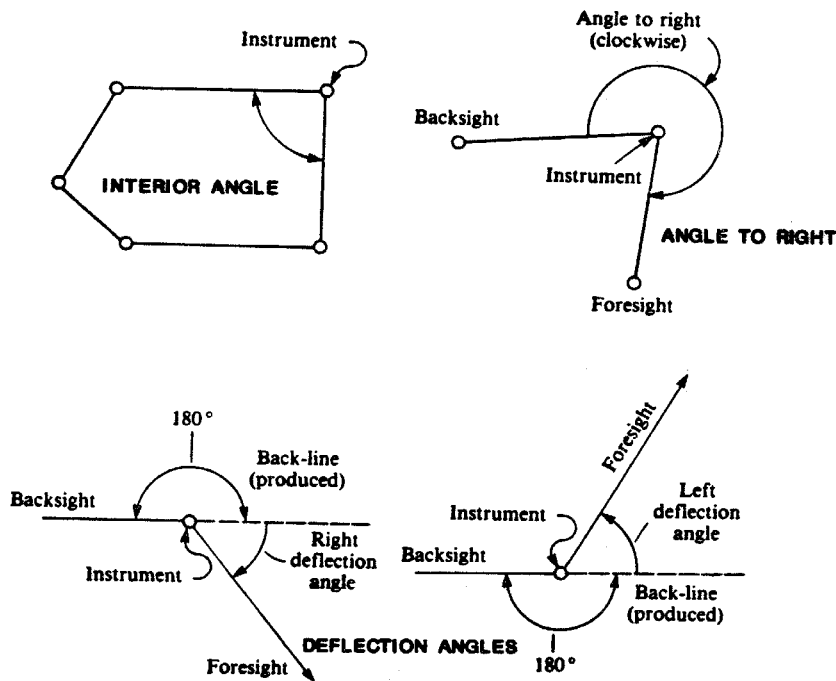 Instrument
INTERIOR ANGLE
Angle to right
(clockwise)
Backsight
Instrument
ANGLE TO RIGHT
Foresight
180°
Back-line
(produced)
Backsight
Instrument
Right
deflection
angle
Foresight
DEFLECTION ANGLES
Foresight
Left
deflection
angle
Instrument
Backsight
Back-line
(produced)
180°